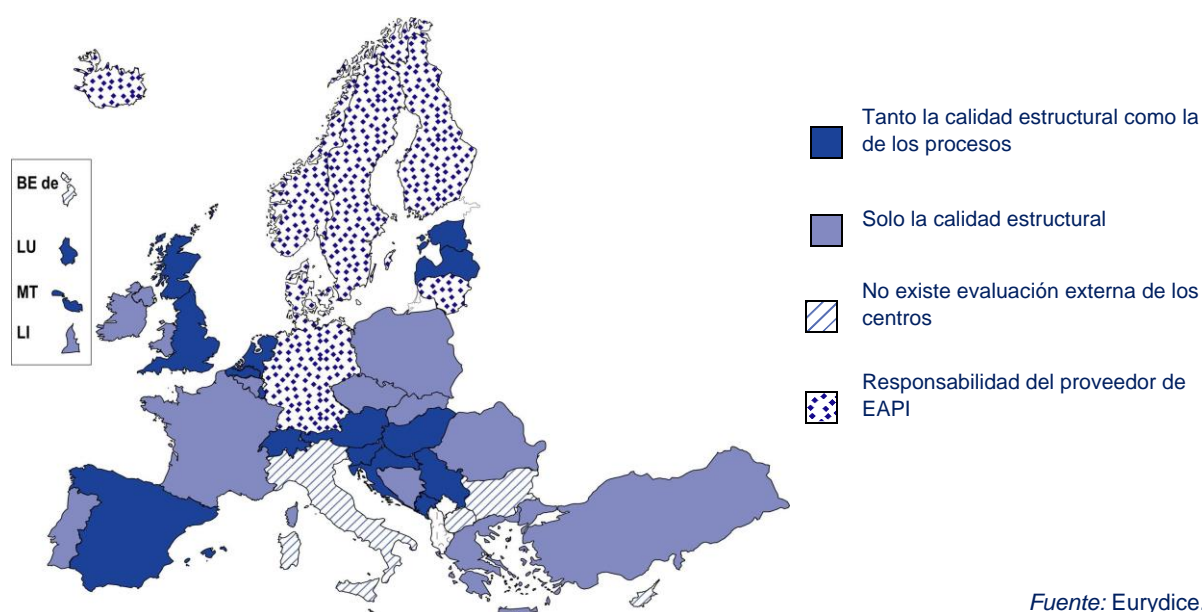 BE de
LU
MT
LI
Tanto la calidad estructural como la
de los procesos
Solo la calidad estructural
No existe evaluación externa de los
centros
Responsabilidad del proveedor de
EAPI
Fuente: Eurydice